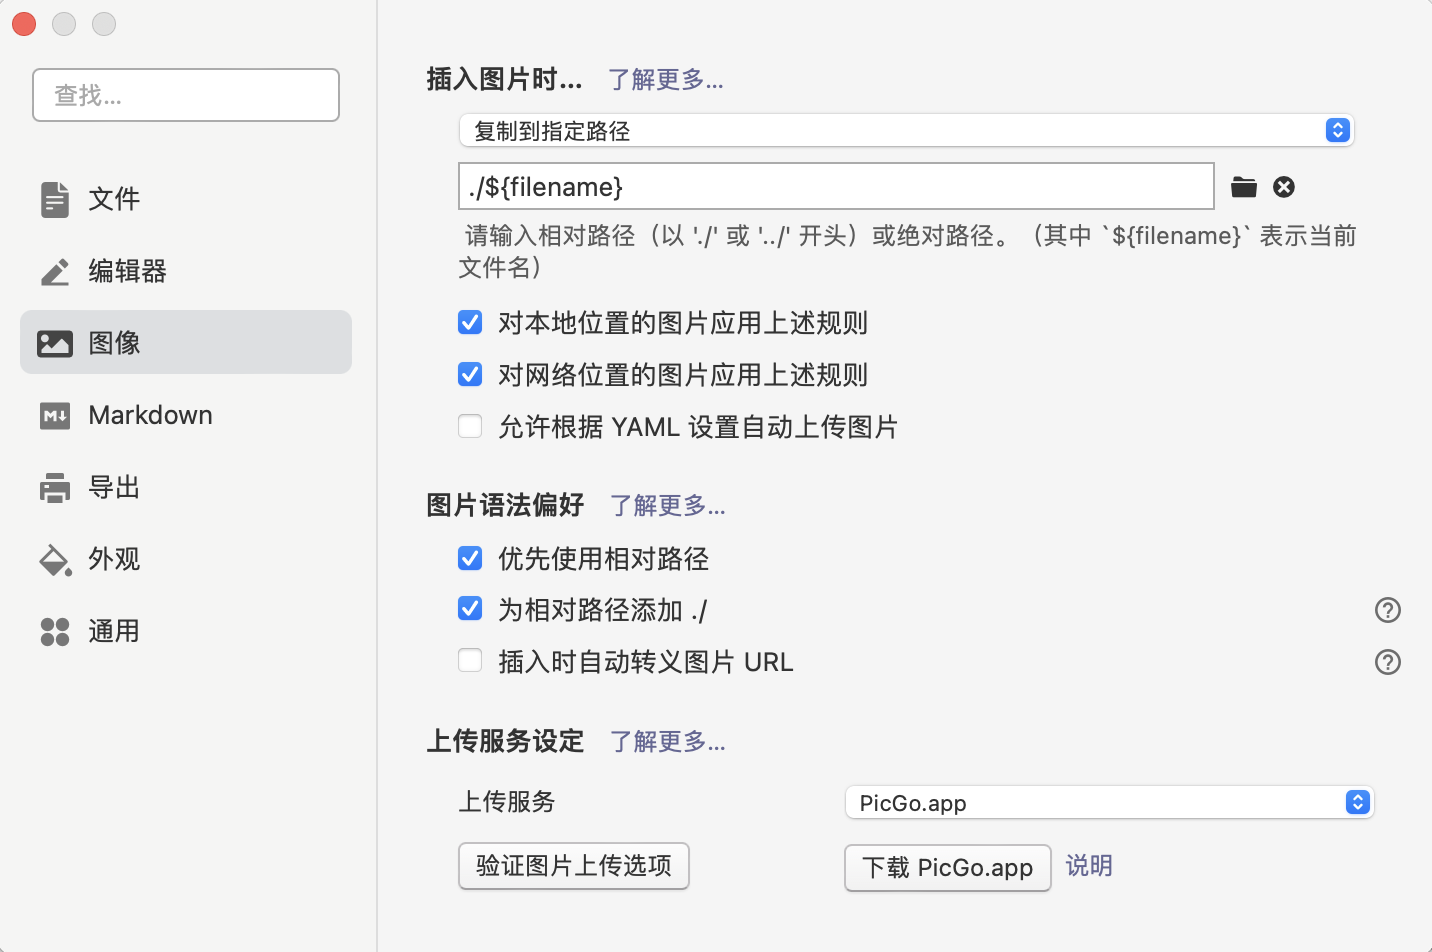 查找...
文件
编辑器
图像
Markdown
导出
外观
通用
插入图片时... 了解更多...
复制到指定路径
./${filename}
请输入相对路径（以 './' 或 '../' 开头）或绝对路径。（其中 `${filename}` 表示当前
文件名）
对本地位置的图片应用上述规则
对网络位置的图片应用上述规则
允许根据 YAML 设置自动上传图片
图片语法偏好 了解更多...
优先使用相对路径
为相对路径添加 ./
插入时自动转义图片 URL
上传服务设定 了解更多...
上传服务 PicGo.app
验证图片上传选项 下载 PicGo.app 说明